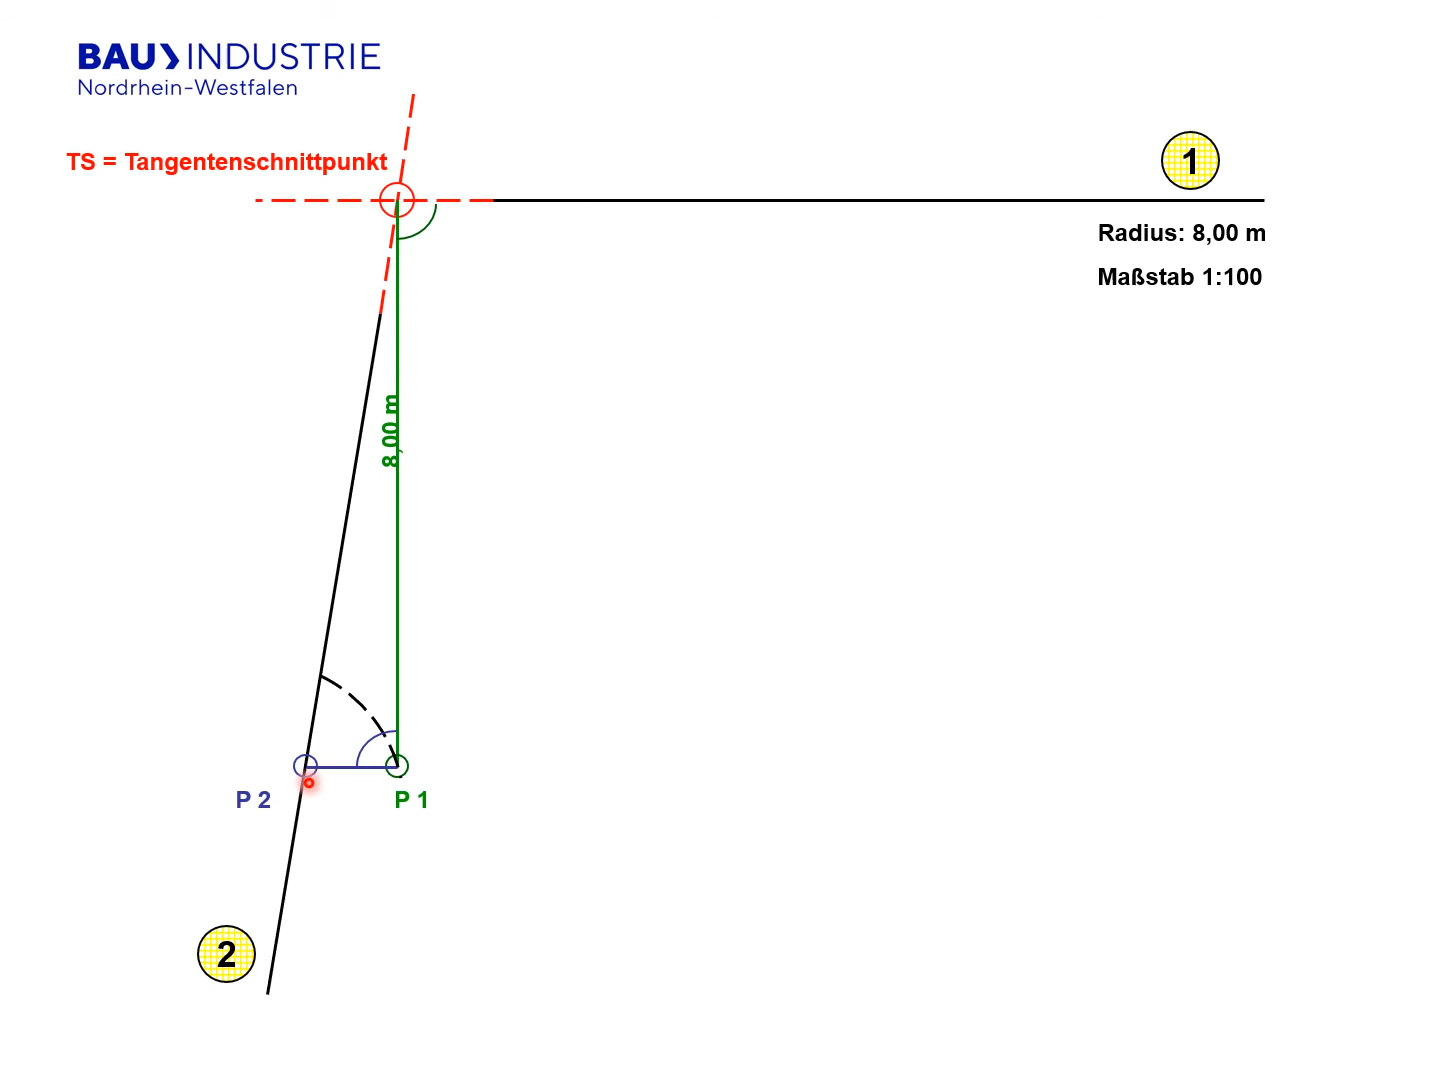 BAU INDUSTRIE
Nordrhein-Westfalen
TS = Tangentenschnittpunkt
1
Radius: 8,00 m
Maßstab 1:100
8,00 m
P 2
P 1
2